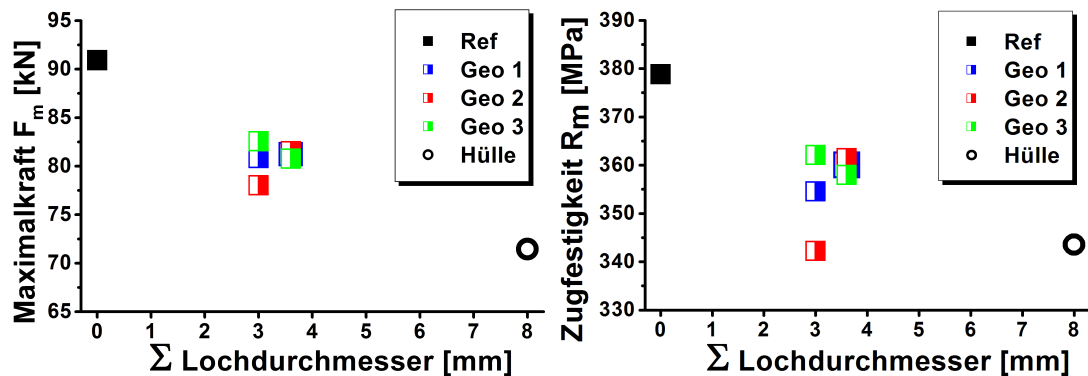 Maximalkraft Fm [kN]
95
90
85
80
75
70
65
0 1 2 3 4 5 6 7 8
Σ Lochdurchmesser [mm]
Ref
Geo 1
Geo 2
Geo 3
Hülle
Zugfestigkeit Rm [MPa]
390
380
370
360
350
340
330
0 1 2 3 4 5 6 7 8
Σ Lochdurchmesser [mm]
Ref
Geo 1
Geo 2
Geo 3
Hülle